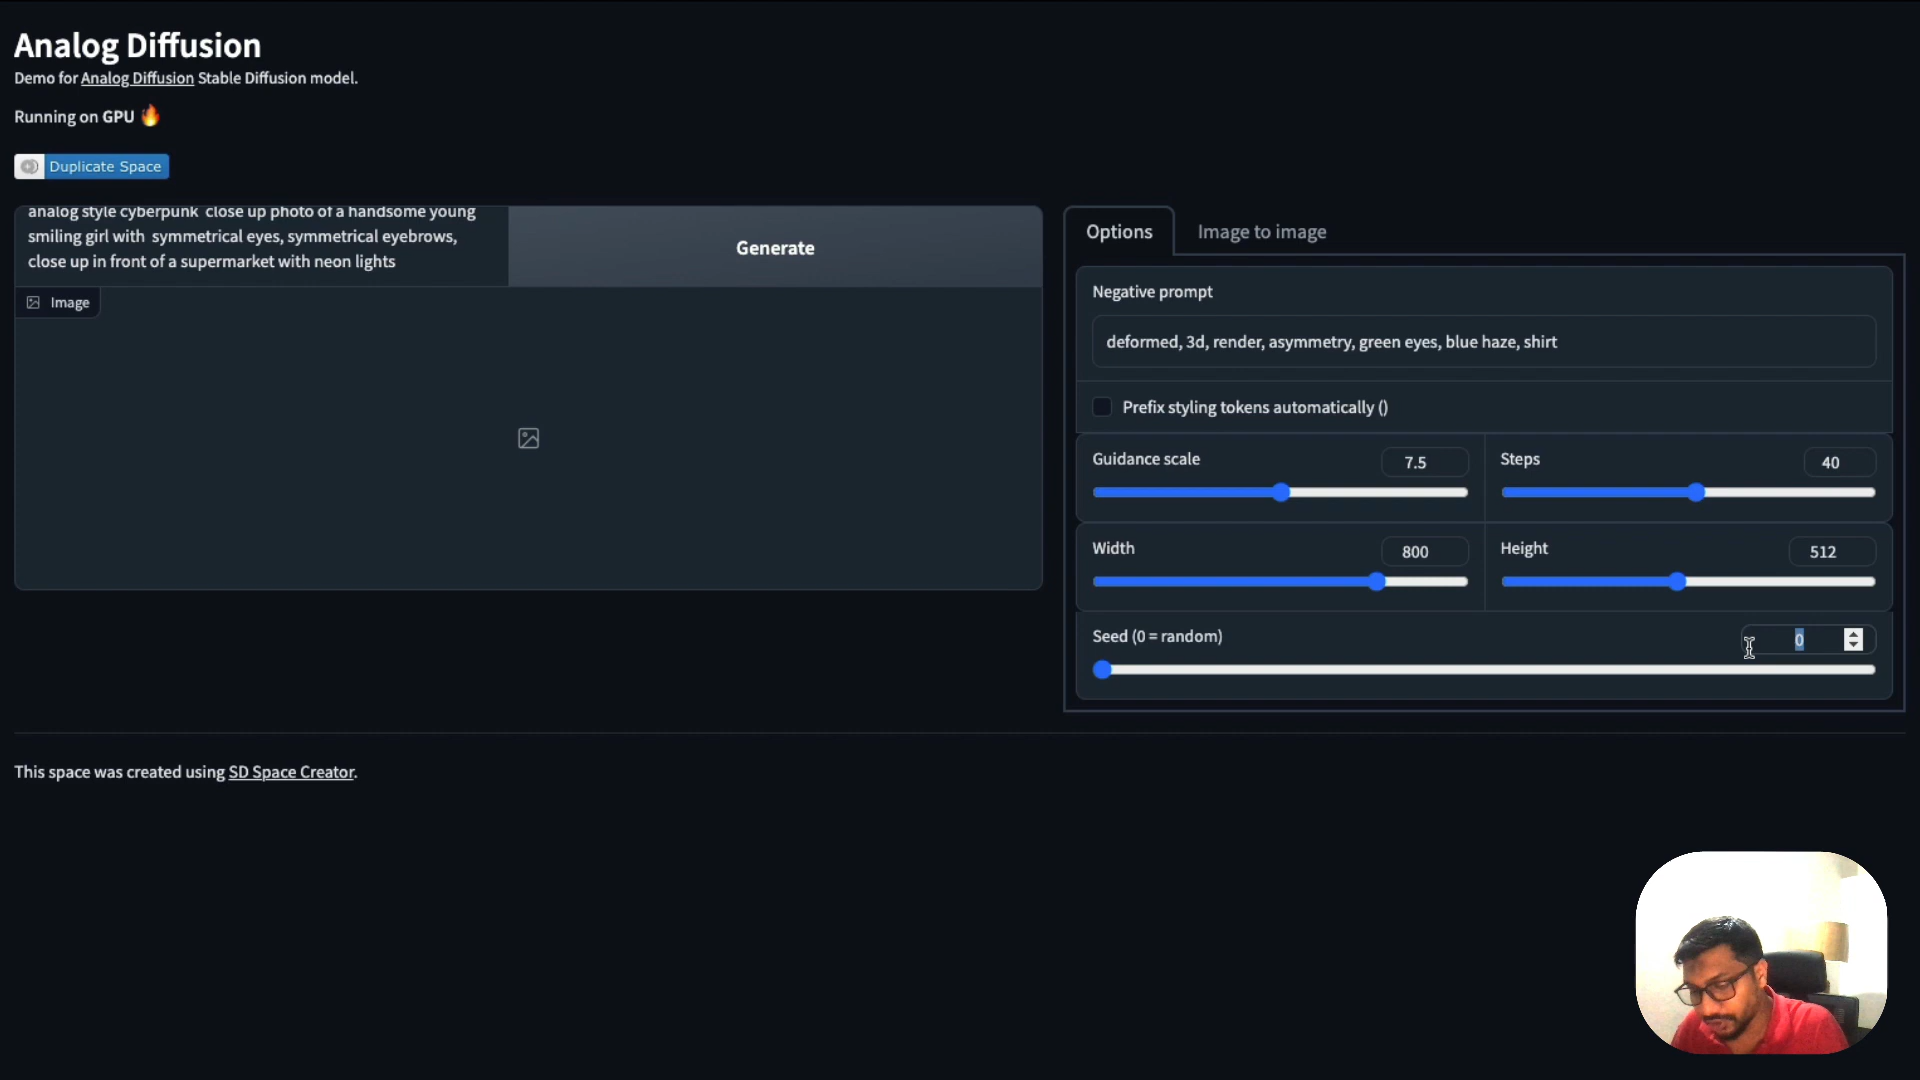 Analog Diffusion
Demo for Analog Diffusion Stable Diffusion model.
Running on GPU 🔥
Duplicate Space
analog style cyberpunk  close up photo of a handsome young
smiling girl with  symmetrical eyes, symmetrical eyebrows,
close up in front of a supermarket with neon lights
Generate
Image
Options
Image to image
Negative prompt
deformed, 3d, render, asymmetry, green eyes, blue haze, shirt
Prefix styling tokens automatically ()
Guidance scale
7.5
Steps
40
Width
800
Height
512
Seed (0 = random)
0
This space was created using SD Space Creator.